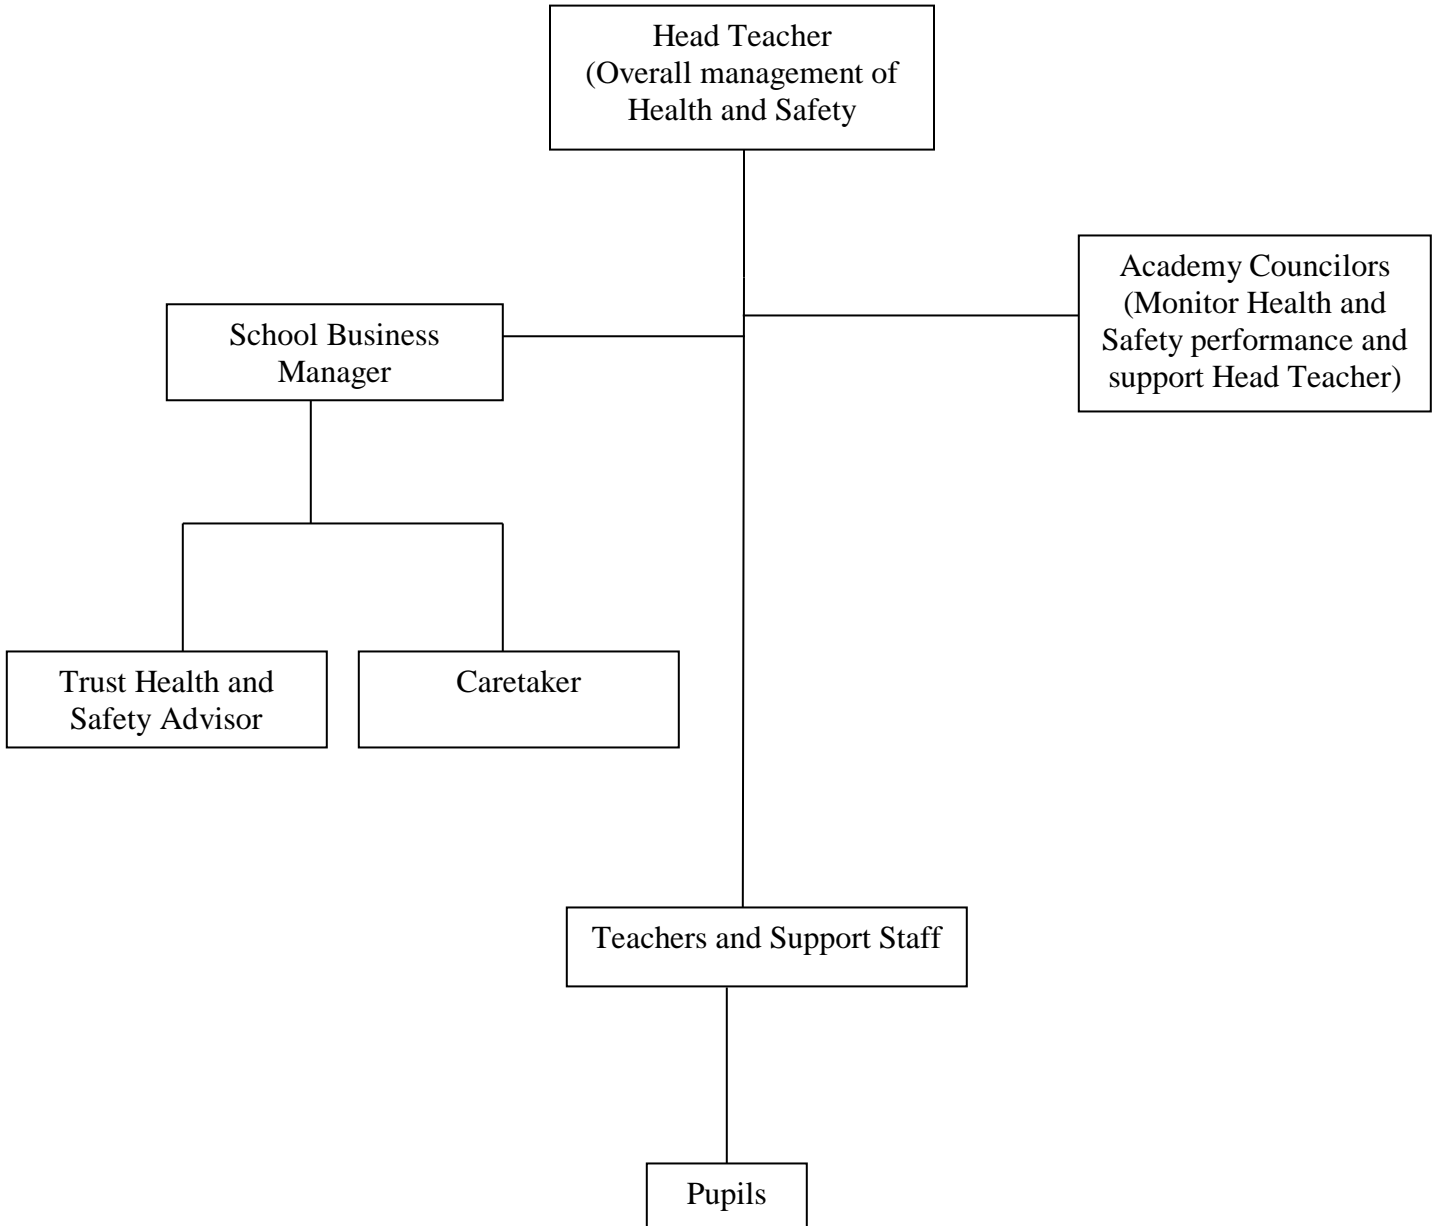 Head Teacher
(Overall management of
Health and Safety
Academy Councilors
(Monitor Health and
Safety performance and
support Head Teacher)
School Business
Manager
Trust Health and
Safety Advisor
Caretaker
Teachers and Support Staff
Pupils